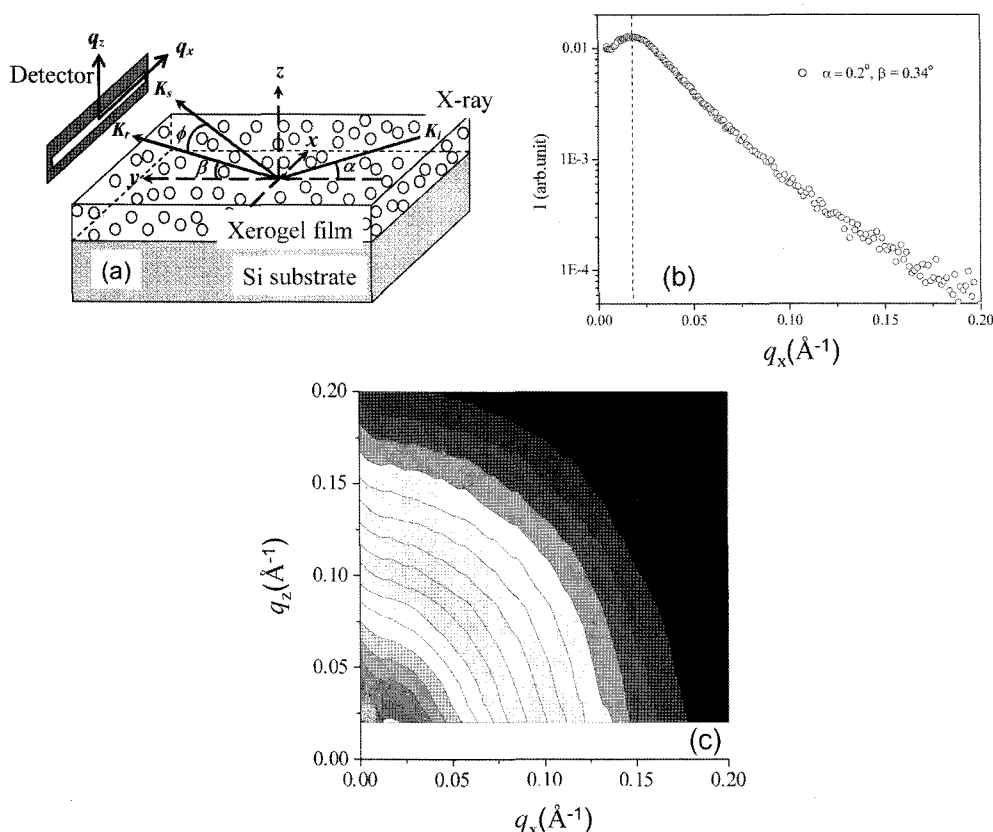 q_z
q_x
Detector
K_s
z
X-ray
K_r
ϕ
x
K_i
β
α
y
Xerogel film
(a)
Si substrate
I (arb.unit)
0.01
1E-3
1E-4
α = 0.2°, β = 0.34°
(b)
0.00
0.05
0.10
0.15
0.20
q_x(Å⁻¹)
q_z(Å⁻¹)
0.20
0.15
0.10
0.05
0.00
(c)
0.00
0.05
0.10
0.15
0.20
q_x(Å⁻¹)